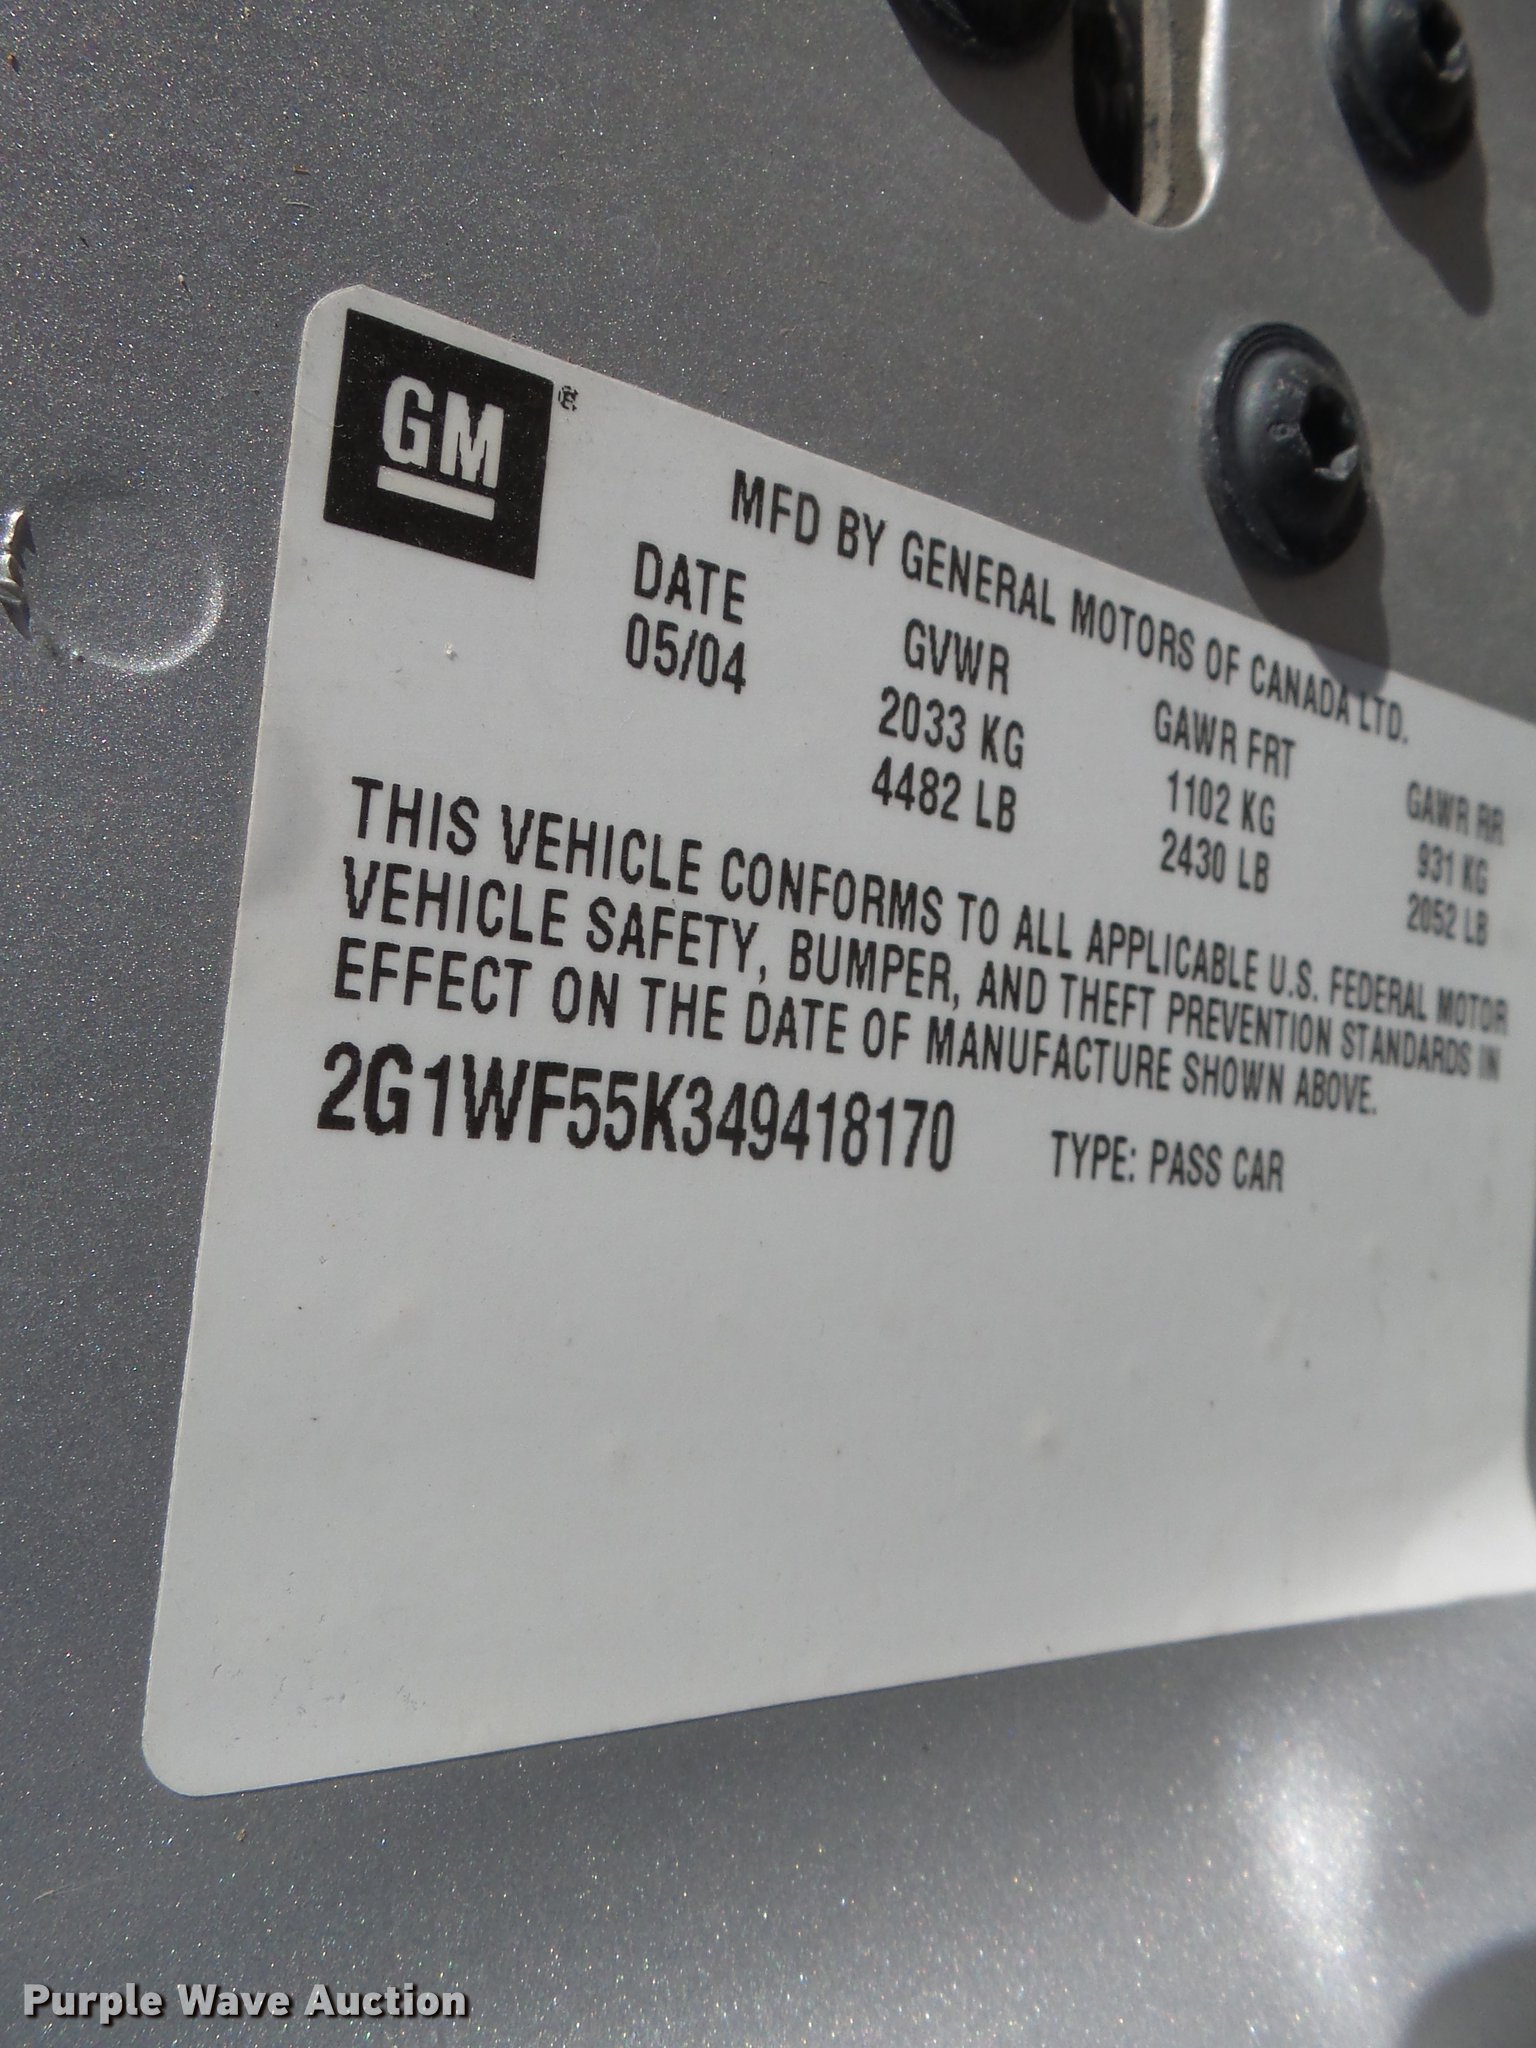 GM®
MFD BY GENERAL MOTORS OF CANADA LTD.
DATE GVWR GAWR FRT GAWR RR
05/04 2033 KG 1102 KG 931 KG
4482 LB 2430 LB 2052 LB
THIS VEHICLE CONFORMS TO ALL APPLICABLE U.S. FEDERAL MOTOR
VEHICLE SAFETY, BUMPER, AND THEFT PREVENTION STANDARDS IN
EFFECT ON THE DATE OF MANUFACTURE SHOWN ABOVE.
2G1WF55K349418170 TYPE: PASS CAR
Purple Wave Auction